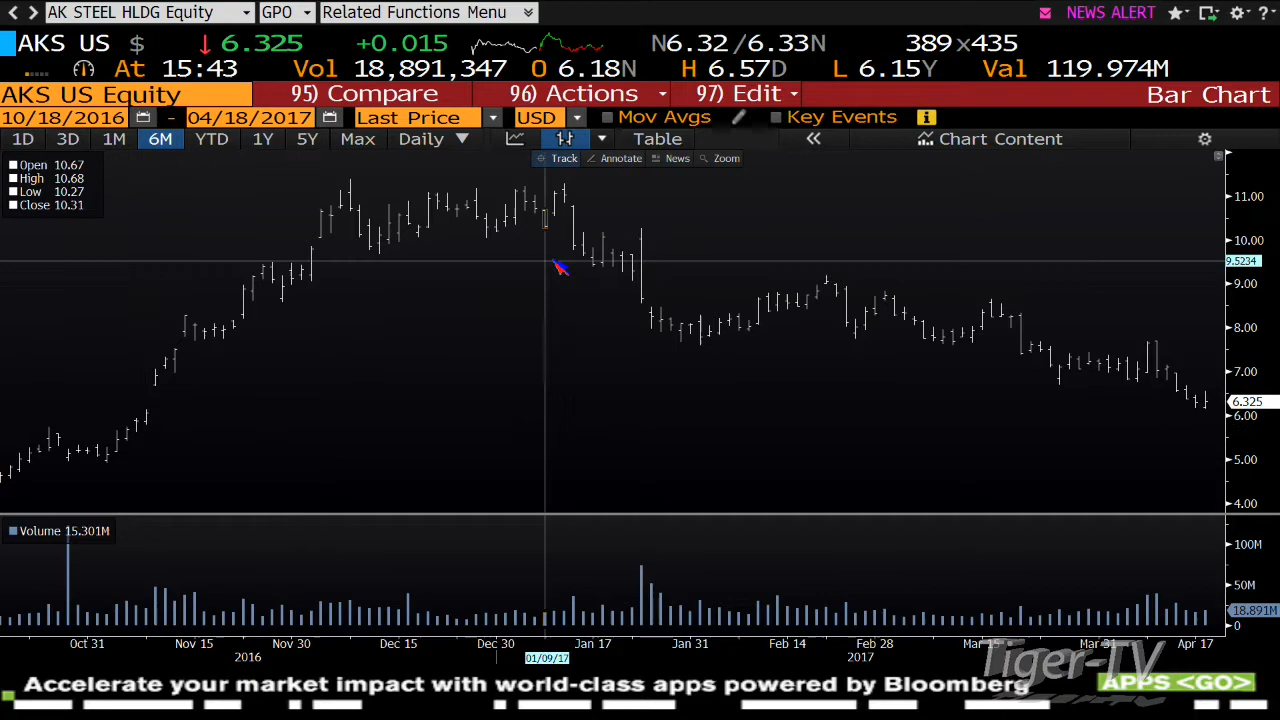 AK STEEL HLDG Equity GPO Related Functions Menu NEWS ALERT ?
AKS US $ ↓ 6.325 +0.015 N6.32 /6.33N 389 x 435
At 15:43 Vol 18,891,347 O 6.18N H 6.57D L 6.15Y Val 119.974M
AKS US Equity 95) Compare 96) Actions 97) Edit Bar Chart
10/18/2016 - 04/18/2017 Last Price USD Mov Avgs Key Events i
1D 3D 1M 6M YTD 1Y 5Y Max Daily ▼ Table « Chart Content
Track Annotate News Zoom
Open 10.67
High 10.68
Low 10.27
Close 10.31
11.00
10.00
9.5234
9.00
8.00
7.00
6.325
6.00
5.00
4.00
Volume 15.301M
100M
50M
18.891M
0
Oct 31 Nov 15 Nov 30 Dec 15 Dec 30 Jan 17 Jan 31 Feb 14 Feb 28 Mar 15 Mar 31 Apr 17
2016 01/09/17 2017
Tiger-TV
Accelerate your market impact with world-class apps powered by Bloomberg APPS <GO>